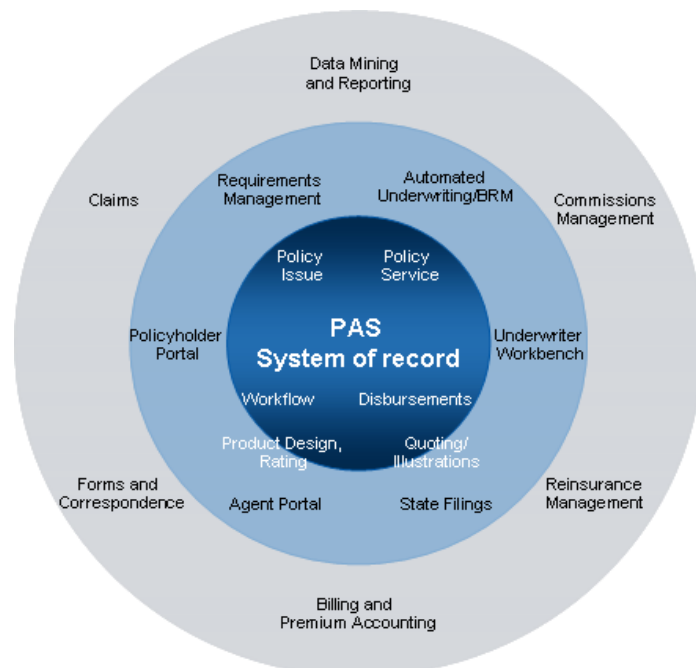 Data Mining
and Reporting
Requirements
Management
Automated
Underwriting/BRM
Claims
Commissions
Management
Policy
Issue
Policy
Service
PAS
System of record
Policyholder
Portal
Underwriter
Workbench
Workflow
Disbursements
Product Design,
Rating
Quoting/
Illustrations
Forms and
Correspondence
Agent Portal
State Filings
Reinsurance
Management
Billing and
Premium Accounting